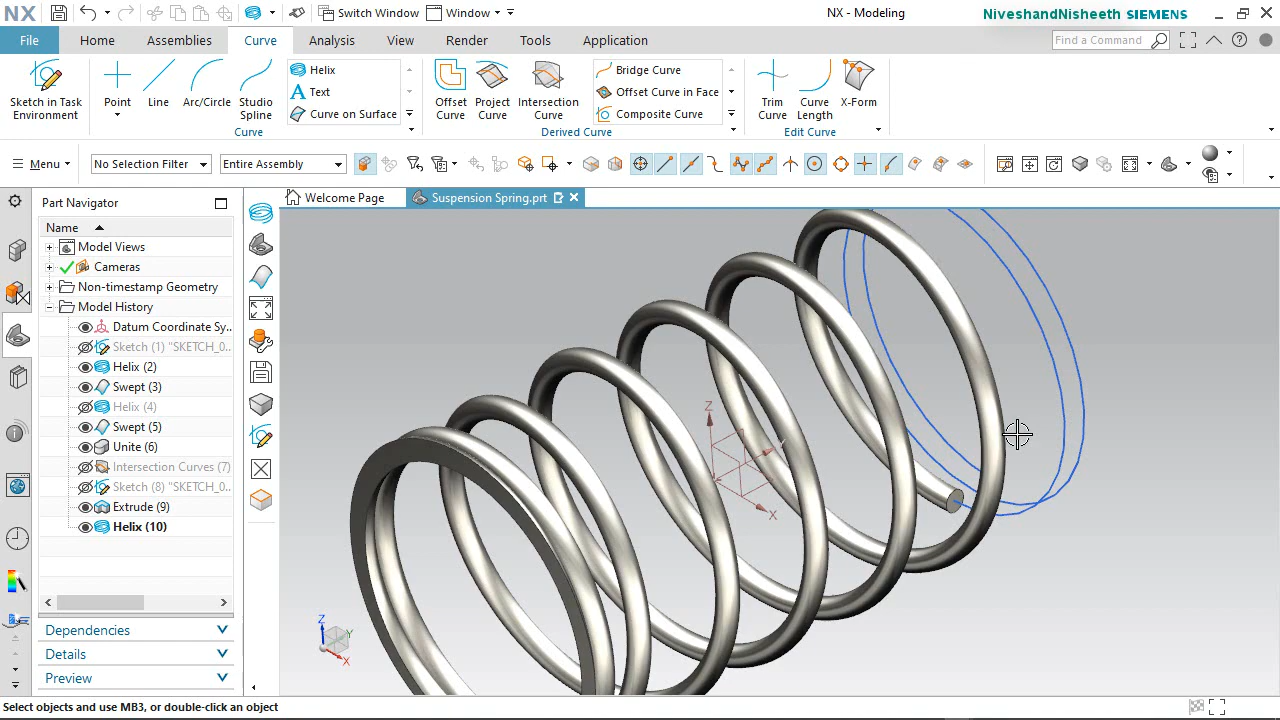 NX
Switch Window
Window
NX - Modeling
NiveshandNisheeth SIEMENS
File
Home
Assemblies
Curve
Analysis
View
Render
Tools
Application
Find a Command
Sketch in Task
Environment
Point
Line
Arc/Circle
Studio
Spline
Helix
Text
Curve on Surface
Curve
Offset
Curve
Project
Curve
Intersection
Curve
Bridge Curve
Offset Curve in Face
Composite Curve
Derived Curve
Trim
Curve
Curve
Length
X-Form
Edit Curve
Menu
No Selection Filter
Entire Assembly
Part Navigator
Welcome Page
Suspension Spring.prt
Name
Model Views
Cameras
Non-timestamp Geometry
Model History
Datum Coordinate Sy..
Sketch (1) "SKETCH_0..
Helix (2)
Swept (3)
Helix (4)
Swept (5)
Unite (6)
Intersection Curves (7)
Sketch (8) "SKETCH_0..
Extrude (9)
Helix (10)
Dependencies
Details
Preview
Z
Y
X
Z
Y
X
Select objects and use MB3, or double-click an object